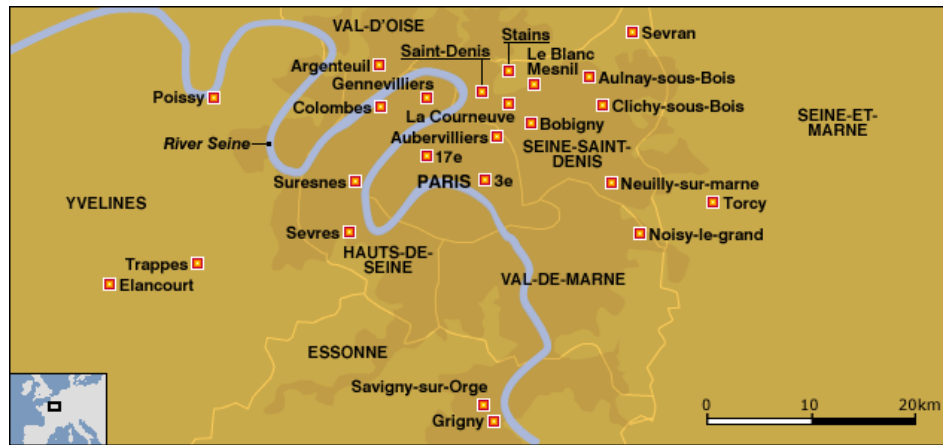 VAL-D'OISE
Stains
Sevran
Saint-Denis
Le Blanc
Mesnil
Argenteuil
Aulnay-sous-Bois
Gennevilliers
Poissy
Colombes
La Courneuve
Clichy-sous-Bois
Bobigny
SEINE-ET-
MARNE
River Seine
Aubervilliers
SEINE-SAINT-
DENIS
17e
Suresnes
PARIS
3e
Neuilly-sur-marne
YVELINES
Torcy
Sevres
Noisy-le-grand
HAUTS-DE-
SEINE
Trappes
VAL-DE-MARNE
Elancourt
ESSONNE
Savigny-sur-Orge
Grigny
0 10 20km